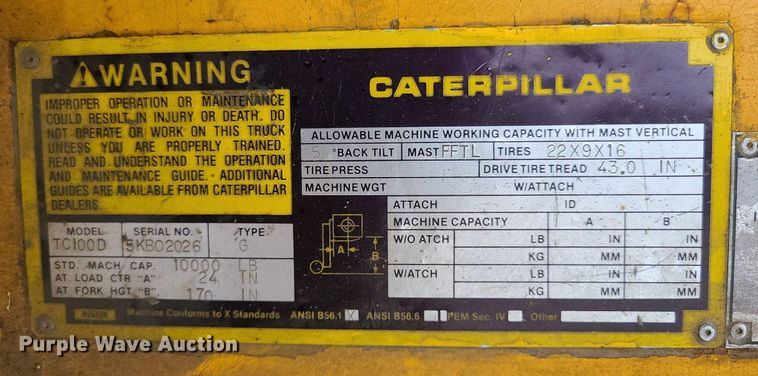 WARNING
IMPROPER OPERATION OR MAINTENANCE
COULD RESULT IN INJURY OR DEATH. DO
NOT OPERATE OR WORK ON THIS TRUCK
UNLESS YOU ARE PROPERLY TRAINED.
READ AND UNDERSTAND THE OPERATION
AND MAINTENANCE GUIDE. ADDITIONAL
GUIDES ARE AVAILABLE FROM CATERPILLAR
DEALERS.
MODEL SERIAL NO. TYPE
TC100D 5KB02026 G
STD. MACH. CAP. 10000 LB
AT LOAD CTR "A" 24 IN
AT FORK HGT. "B" 170 IN
CATERPILLAR
ALLOWABLE MACHINE WORKING CAPACITY WITH MAST VERTICAL
5 °BACK TILT MAST FFTL TIRES 22X9X16
TIRE PRESS DRIVE TIRE TREAD 43.0 IN
MACHINE WGT W/ATTACH
ATTACH ID
MACHINE CAPACITY A B
W/O ATCH LB IN IN
KG MM MM
W/ATCH LB IN IN
KG MM MM
A
B
Machine Conforms to X Standards ANSI B56.1 X ANSI B56.6 PEM Sec. IV Other
Purple Wave Auction